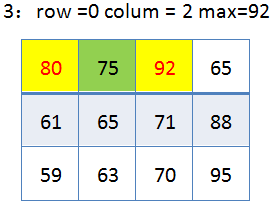 3：row =0 colum = 2 max=92
80 75 92 65
61 65 71 88
59 63 70 95